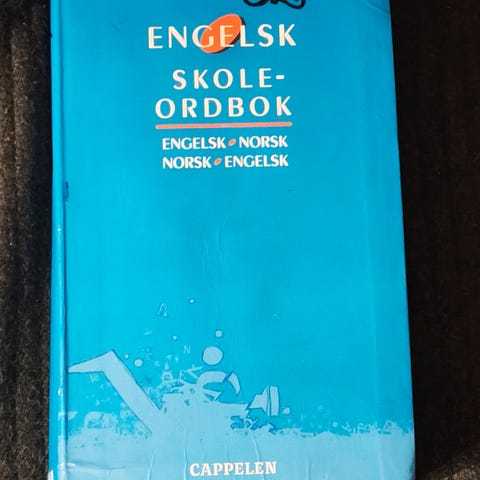 ENGELSK
SKOLE-
ORDBOK
ENGELSK • NORSK
NORSK • ENGELSK
CAPPELEN